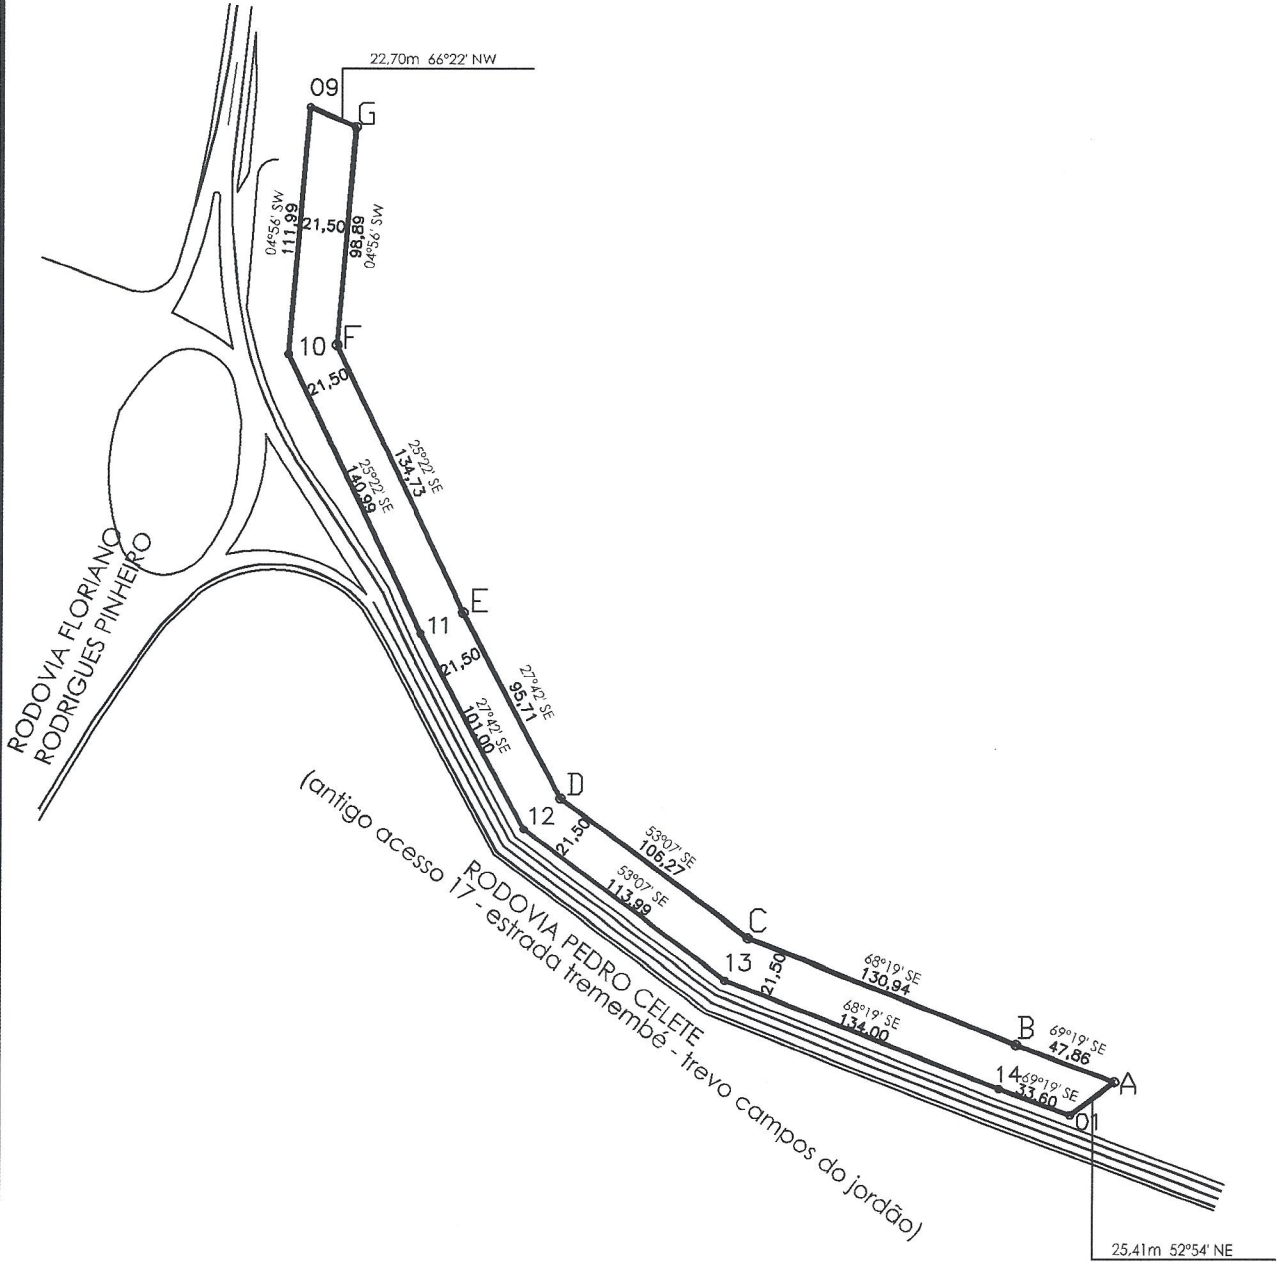 22,70m 66°22' NW
09
G
04°56' SW
111,99
21,50
98,89
04°56' SW
10
F
21,50
25°22' SE
134,73
25°22' SE
140,99
E
11
21,50
27°42' SE
95,71
27°42' SE
101,00
RODOVIA FLORIANO
RODRIGUES PINHEIRO
D
12
21,50
53°07' SE
106,27
53°07' SE
113,99
C
13
21,50
68°19' SE
130,94
68°19' SE
134,00
B
69°19' SE
47,86
A
14
69°19' SE
33,60
01
RODOVIA PEDRO CELETE
(antigo acesso 17 - estrada tremembé - trevo campos do jordão)
25,41m 52°54' NE